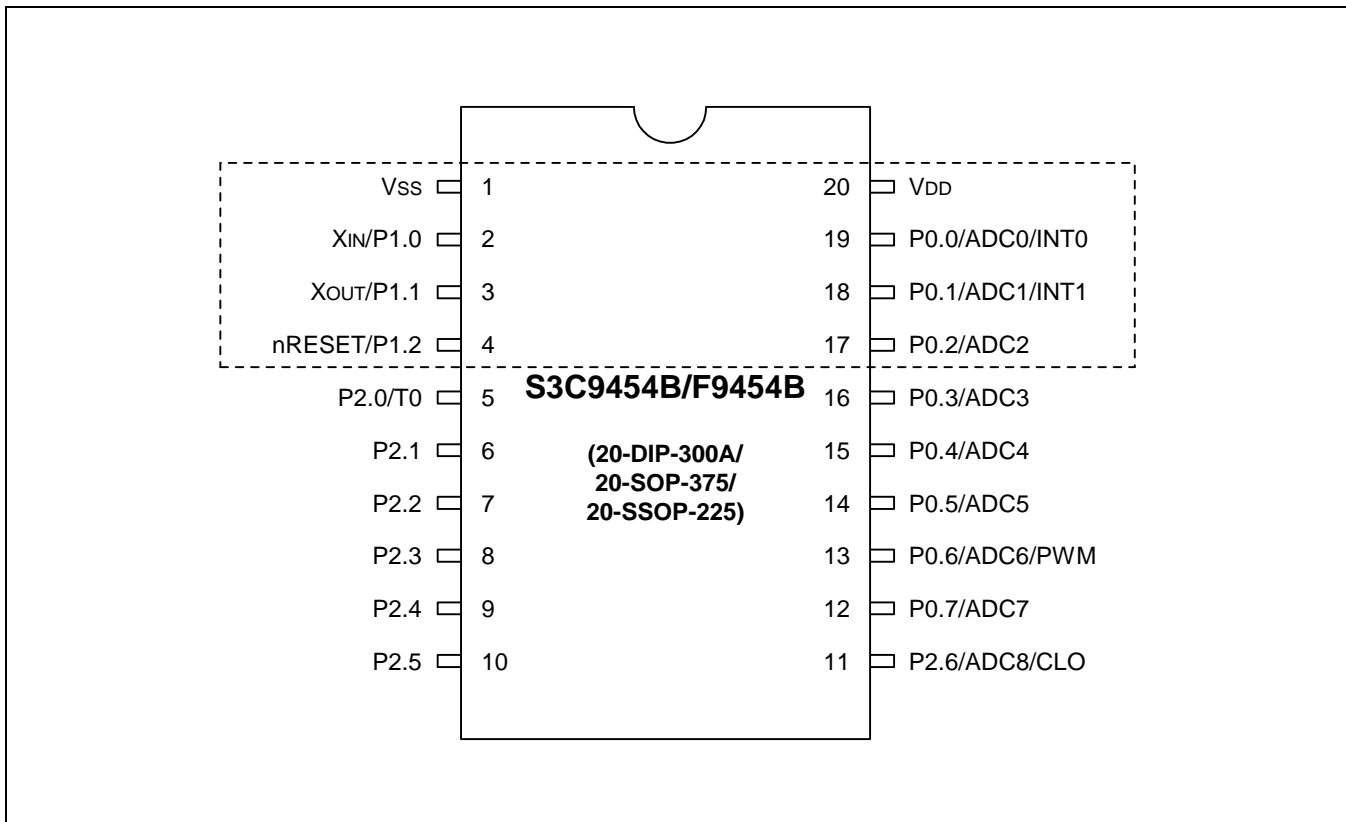 VSS 1 20 VDD
XIN/P1.0 2 19 P0.0/ADC0/INT0
XOUT/P1.1 3 18 P0.1/ADC1/INT1
nRESET/P1.2 4 17 P0.2/ADC2
S3C9454B/F9454B
P2.0/T0 5 16 P0.3/ADC3
P2.1 6 15 P0.4/ADC4
(20-DIP-300A/
20-SOP-375/
P2.2 7 14 P0.5/ADC5
20-SSOP-225)
P2.3 8 13 P0.6/ADC6/PWM
P2.4 9 12 P0.7/ADC7
P2.5 10 11 P2.6/ADC8/CLO